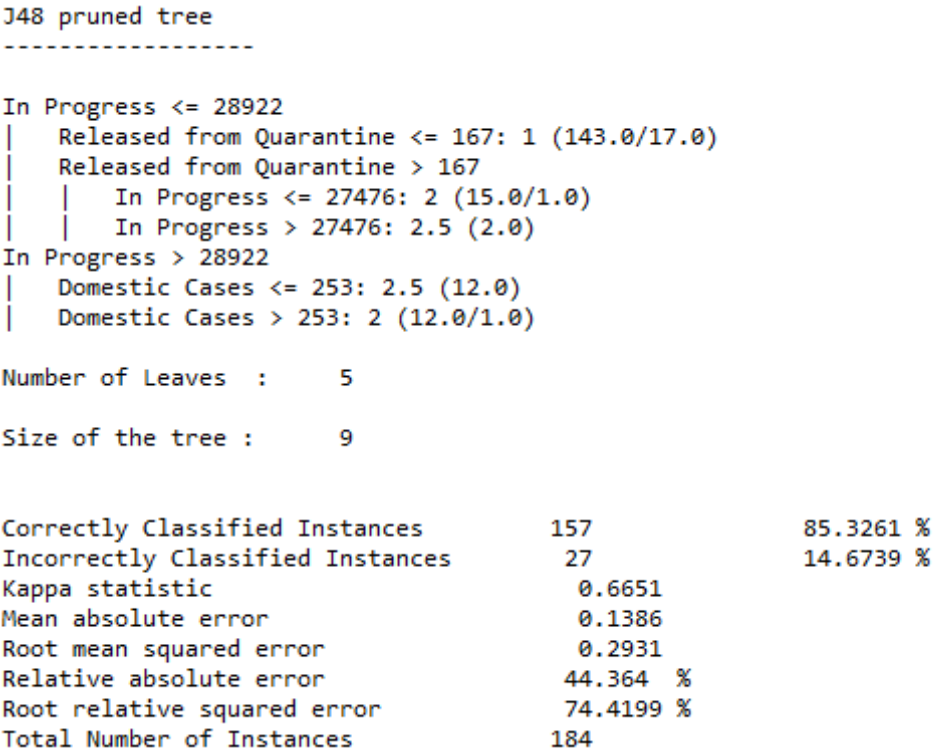 J48 pruned tree
------------------
In Progress <= 28922
|   Released from Quarantine <= 167: 1 (143.0/17.0)
|   Released from Quarantine > 167
|   |   In Progress <= 27476: 2 (15.0/1.0)
|   |   In Progress > 27476: 2.5 (2.0)
In Progress > 28922
|   Domestic Cases <= 253: 2.5 (12.0)
|   Domestic Cases > 253: 2 (12.0/1.0)
Number of Leaves  :     5
Size of the tree :      9
Correctly Classified Instances         157               85.3261 %
Incorrectly Classified Instances        27               14.6739 %
Kappa statistic                          0.6651
Mean absolute error                      0.1386
Root mean squared error                  0.2931
Relative absolute error                 44.364  %
Root relative squared error             74.4199 %
Total Number of Instances              184